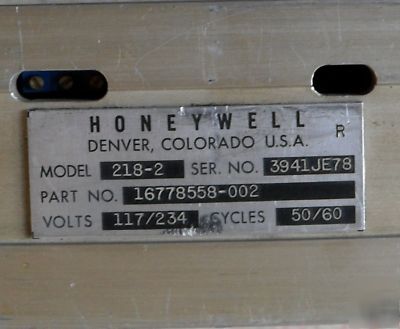 HONEYWELL R
DENVER, COLORADO U.S.A.
MODEL 218-2 SER. NO. 3941JE78
PART NO. 16778558-002
VOLTS 117/234 CYCLES 50/60